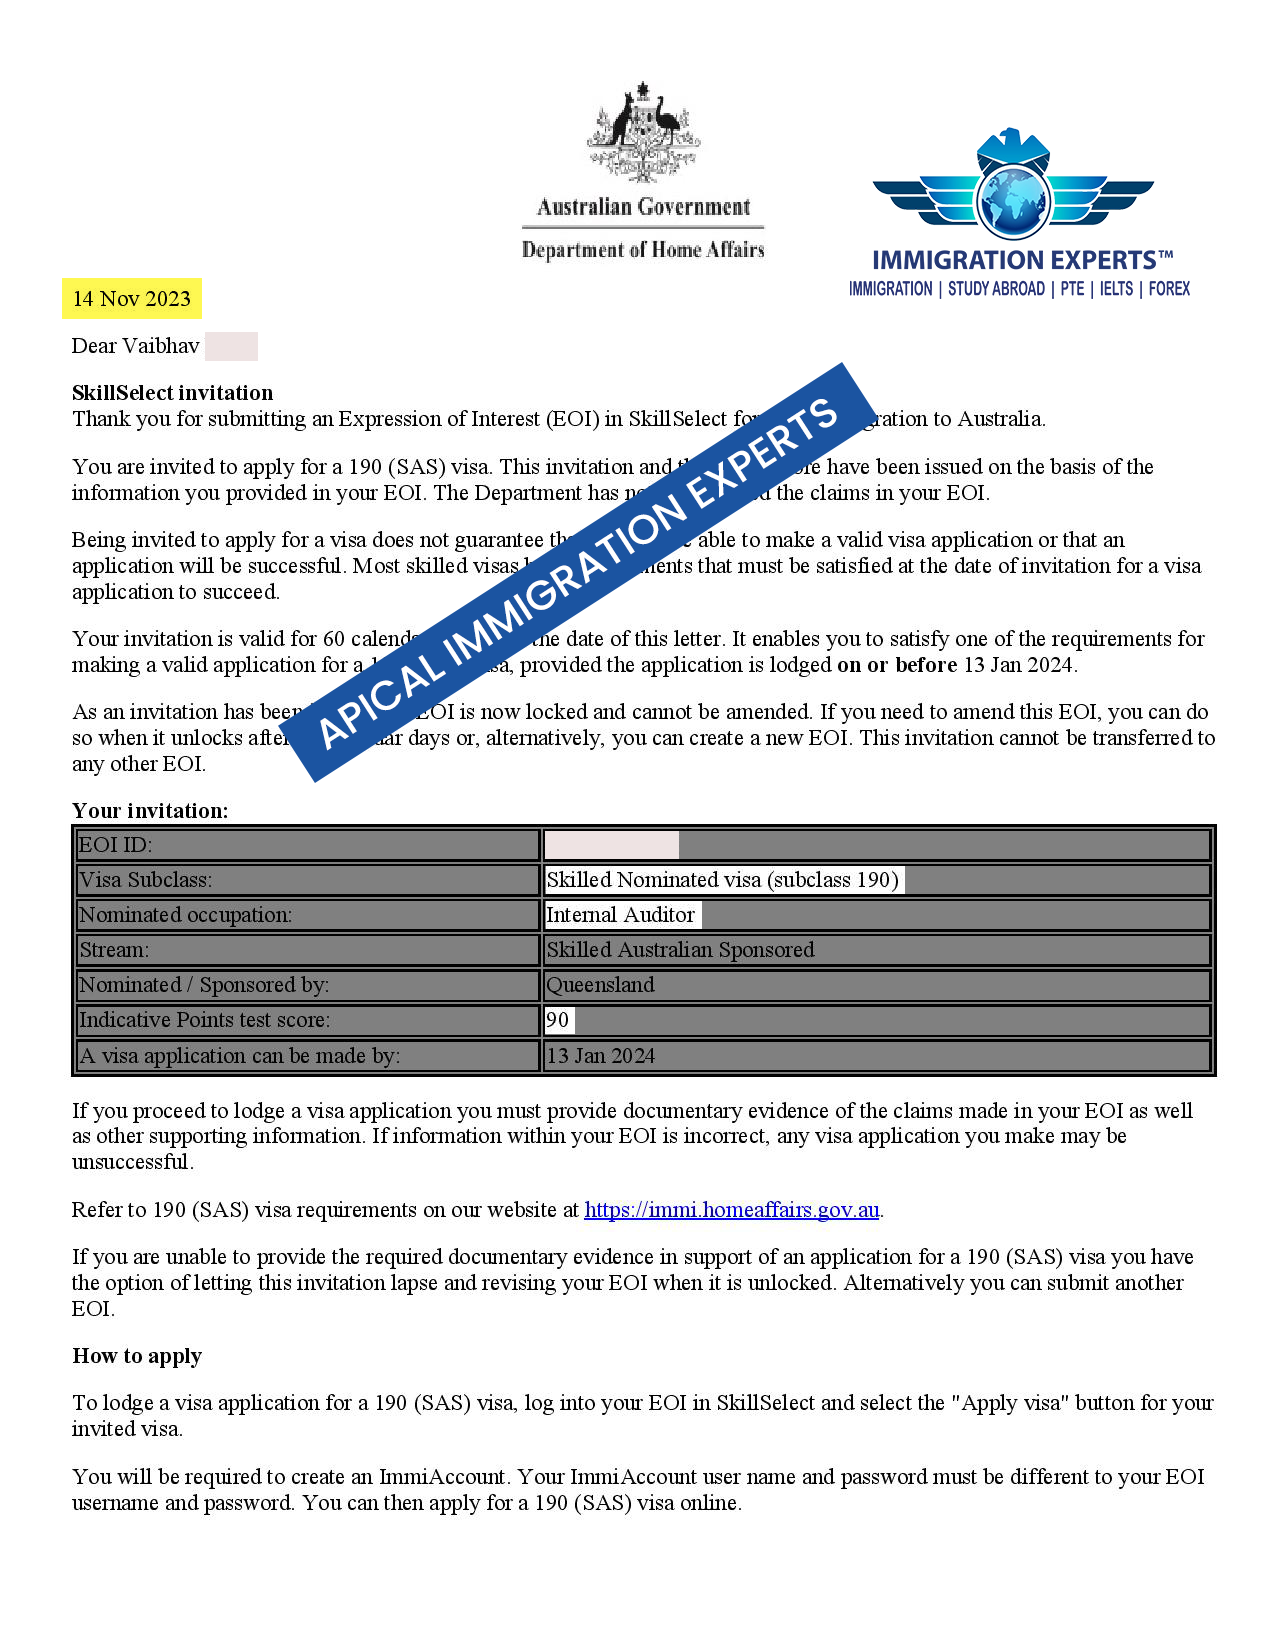 Australian Government
Department of Home Affairs
IMMIGRATION EXPERTS™
IMMIGRATION | STUDY ABROAD | PTE | IELTS | FOREX
14 Nov 2023
Dear Vaibhav
SkillSelect invitation
Thank you for submitting an Expression of Interest (EOI) in SkillSelect for ration to Australia.
You are invited to apply for a 190 (SAS) visa. This invitation and have been issued on the basis of the
information you provided in your EOI. The Department has the claims in your EOI.
Being invited to apply for a visa does not guarantee able to make a valid visa application or that an
application will be successful. Most skilled visas that must be satisfied at the date of invitation for a visa
application to succeed.
Your invitation is valid for 60 the date of this letter. It enables you to satisfy one of the requirements for
making a valid application for a provided the application is lodged on or before 13 Jan 2024.
As an invitation has been EOI is now locked and cannot be amended. If you need to amend this EOI, you can do
so when it unlocks days or, alternatively, you can create a new EOI. This invitation cannot be transferred to
any other EOI.
APICAL IMMIGRATION EXPERTS
Your invitation:
EOI ID:
Visa Subclass: Skilled Nominated visa (subclass 190)
Nominated occupation: Internal Auditor
Stream: Skilled Australian Sponsored
Nominated / Sponsored by: Queensland
Indicative Points test score: 90
A visa application can be made by: 13 Jan 2024
If you proceed to lodge a visa application you must provide documentary evidence of the claims made in your EOI as well
as other supporting information. If information within your EOI is incorrect, any visa application you make may be
unsuccessful.
Refer to 190 (SAS) visa requirements on our website at https://immi.homeaffairs.gov.au.
If you are unable to provide the required documentary evidence in support of an application for a 190 (SAS) visa you have
the option of letting this invitation lapse and revising your EOI when it is unlocked. Alternatively you can submit another
EOI.
How to apply
To lodge a visa application for a 190 (SAS) visa, log into your EOI in SkillSelect and select the "Apply visa" button for your
invited visa.
You will be required to create an ImmiAccount. Your ImmiAccount user name and password must be different to your EOI
username and password. You can then apply for a 190 (SAS) visa online.